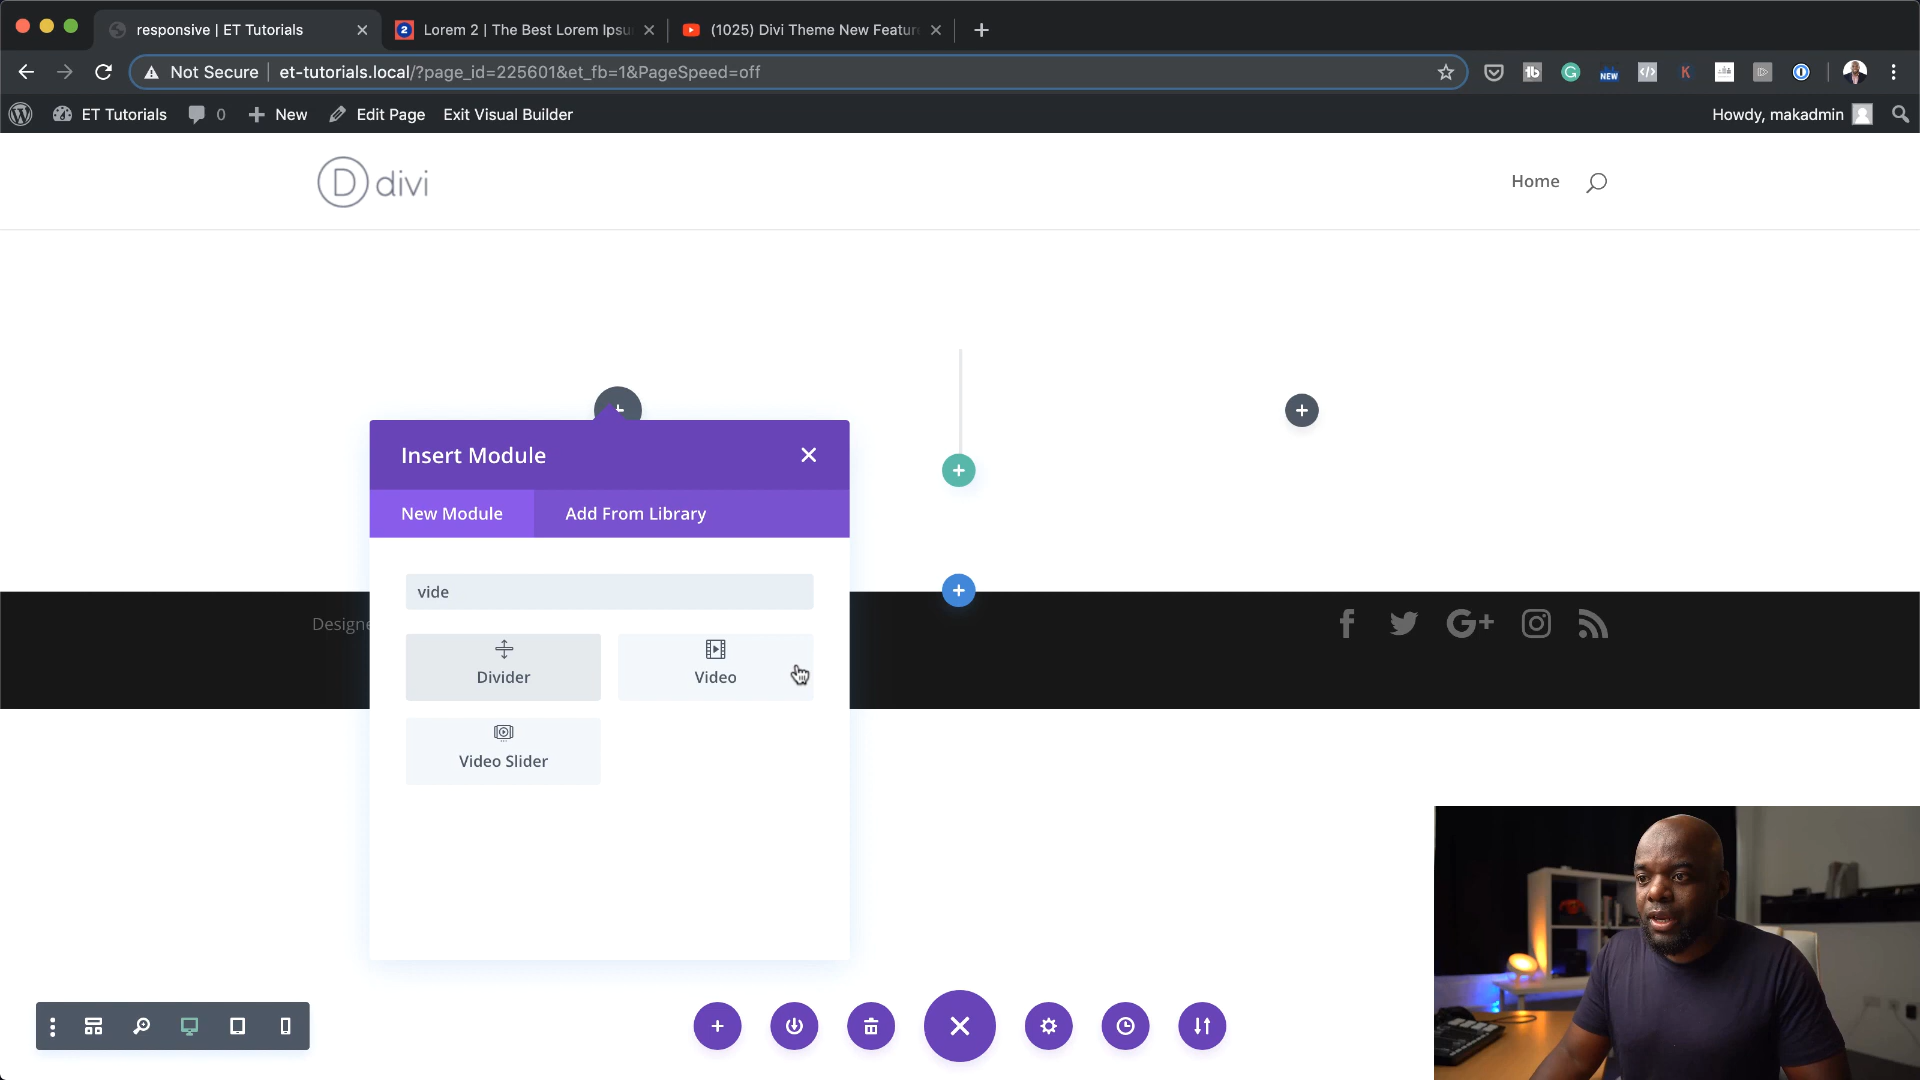 responsive | ET Tutorials
Lorem 2 | The Best Lorem Ipsu
(1025) Divi Theme New Featur
Not Secure
et-tutorials.local/?page_id=225601&et_fb=1&PageSpeed=off
ET Tutorials
0
New
Edit Page
Exit Visual Builder
Howdy, makadmin
D divi
Home
Insert Module
New Module
Add From Library
vide
Divider
Video
Video Slider
Designe